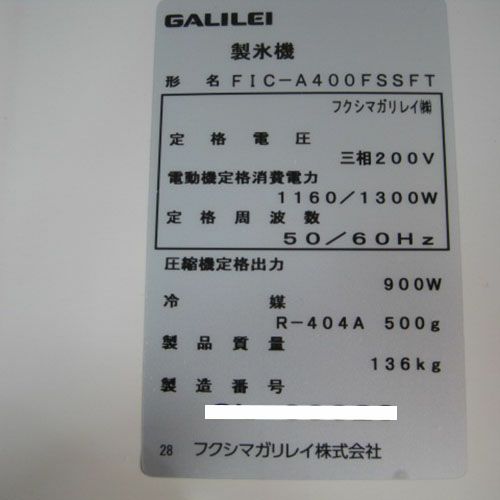 GALILEI
製氷機
形 名 FIC-A400FSSFT
フクシマガリレイ㈱
定格電圧
三相200V
電動機定格消費電力
1160/1300W
定格周波数
50/60Hz
圧縮機定格出力
900W
冷 媒
R-404A 500g
製品質量
136kg
製造番号
28 フクシマガリレイ株式会社